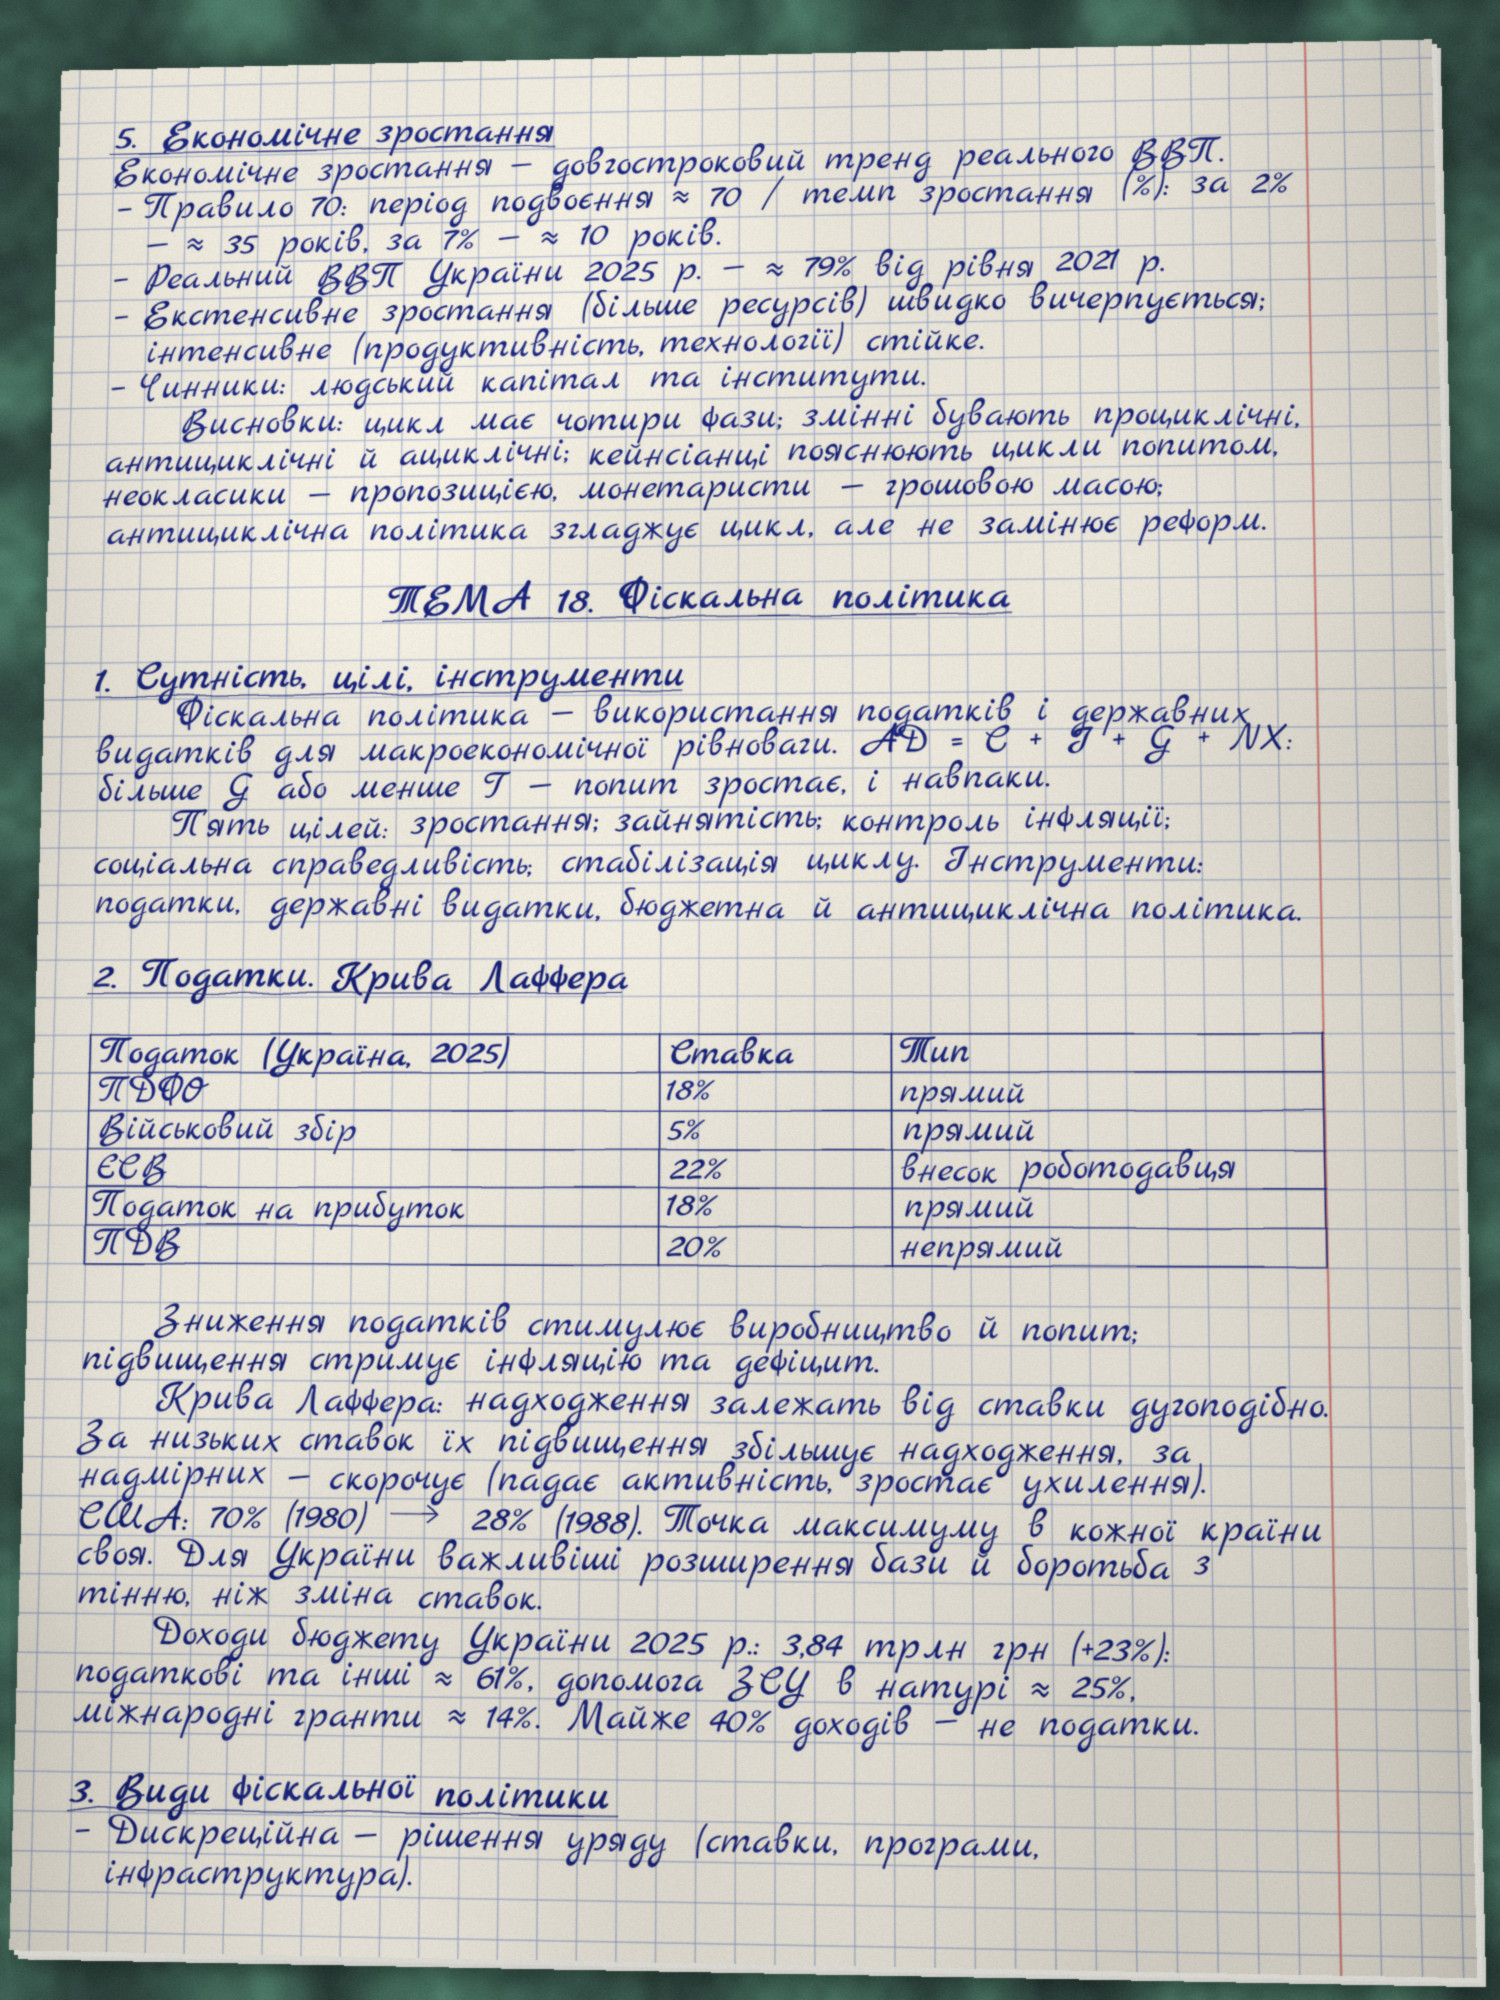 5. Економічне зростання
Економічне зростання — довгостроковий тренд реального ВВП.
- Правило 70: період подвоєння ≈ 70 / темп зростання (%): за 2%
— ≈ 35 років, за 7% — ≈ 10 років.
- Реальний ВВП України 2025 р. — ≈ 79% від рівня 2021 р.
- Екстенсивне зростання (більше ресурсів) швидко вичерпується;
інтенсивне (продуктивність, технології) стійке.
- Чинники: людський капітал та інститути.
Висновки: цикл має чотири фази; змінні бувають проциклічні,
антициклічні й ациклічні; кейнсіанці пояснюють цикли попитом,
неокласики — пропозицією, монетаристи — грошовою масою;
антициклічна політика згладжує цикл, але не замінює реформ.
ТЕМА 18. Фіскальна політика
1. Сутність, цілі, інструменти
Фіскальна політика — використання податків і державних
видатків для макроекономічної рівноваги. AD = C + I + G + NX:
більше G або менше T — попит зростає, і навпаки.
П'ять цілей: зростання; зайнятість; контроль інфляції;
соціальна справедливість; стабілізація циклу. Інструменти:
податки, державні видатки, бюджетна й антициклічна політика.
2. Податки. Крива Лаффера
Податок (Україна, 2025) Ставка Тип
ПДФО 18% прямий
Військовий збір 5% прямий
ЄСВ 22% внесок роботодавця
Податок на прибуток 18% прямий
ПДВ 20% непрямий
Зниження податків стимулює виробництво й попит;
підвищення стримує інфляцію та дефіцит.
Крива Лаффера: надходження залежать від ставки дугоподібно.
За низьких ставок їх підвищення збільшує надходження, за
надмірних — скорочує (падає активність, зростає ухилення).
США: 70% (1980) → 28% (1988). Точка максимуму в кожної країни
своя. Для України важливіші розширення бази й боротьба з
тінню, ніж зміна ставок.
Доходи бюджету України 2025 р.: 3,84 трлн грн (+23%):
податкові та інші ≈ 61%, допомога ЗСУ в натурі ≈ 25%,
міжнародні гранти ≈ 14%. Майже 40% доходів — не податки.
3. Види фіскальної політики
- Дискреційна — рішення уряду (ставки, програми,
інфраструктура).